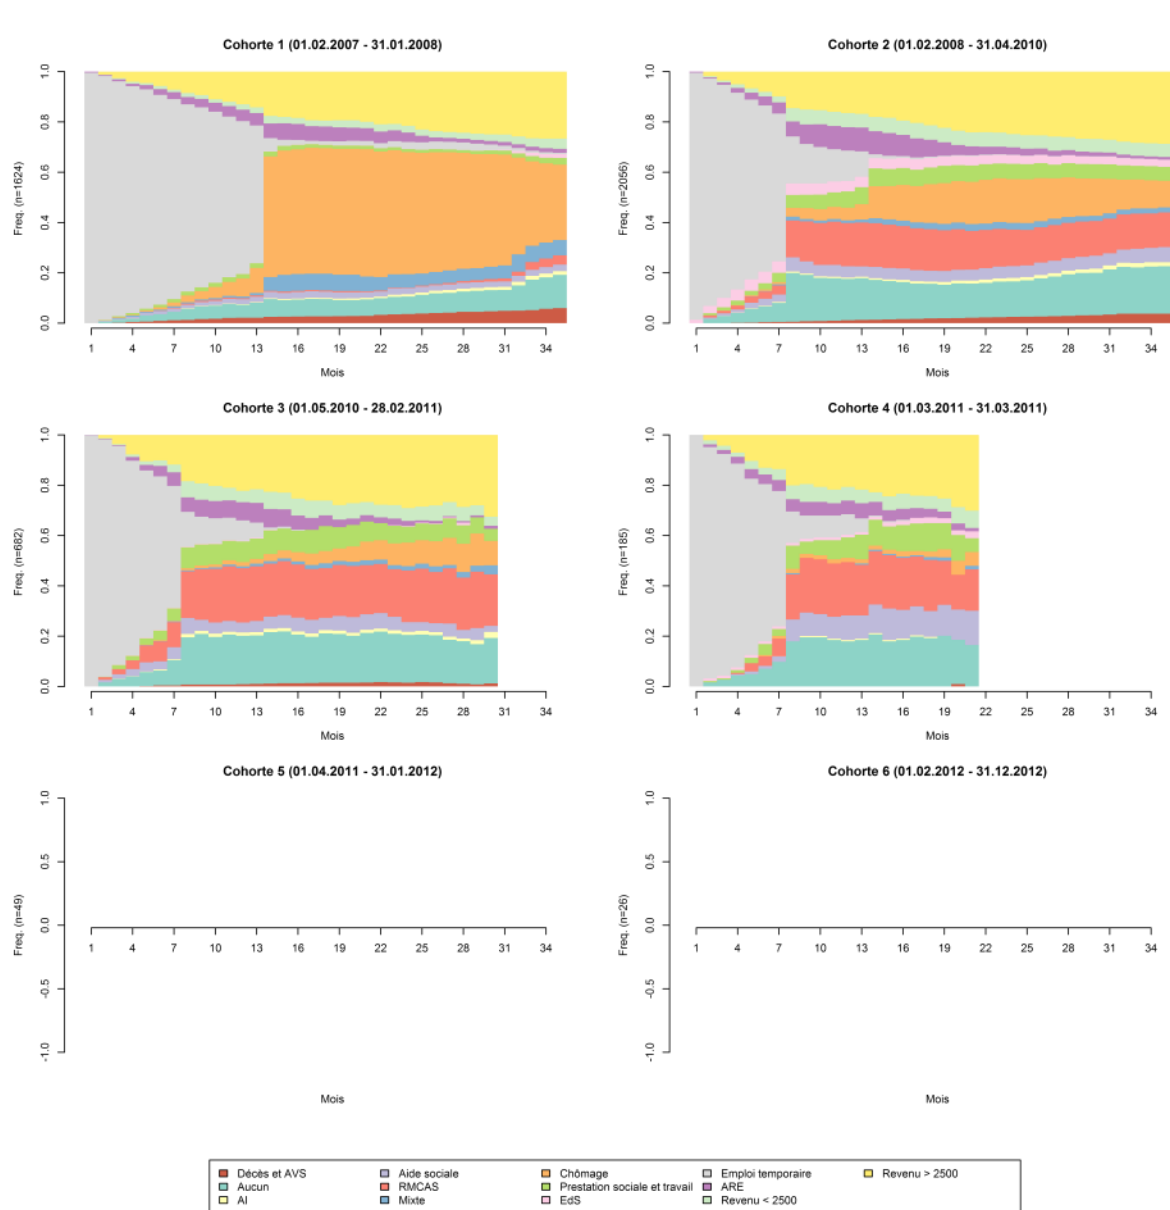 Cohorte 1 (01.02.2007 - 31.01.2008)
Freq. (n=1624)
0.0 0.2 0.4 0.6 0.8 1.0
1 4 7 10 13 16 19 22 25 28 31 34
Mois
Cohorte 2 (01.02.2008 - 31.04.2010)
Freq. (n=2056)
0.0 0.2 0.4 0.6 0.8 1.0
1 4 7 10 13 16 19 22 25 28 31 34
Mois
Cohorte 3 (01.05.2010 - 28.02.2011)
Freq. (n=682)
0.0 0.2 0.4 0.6 0.8 1.0
1 4 7 10 13 16 19 22 25 28 31 34
Mois
Cohorte 4 (01.03.2011 - 31.03.2011)
Freq. (n=185)
0.0 0.2 0.4 0.6 0.8 1.0
1 4 7 10 13 16 19 22 25 28 31 34
Mois
Cohorte 5 (01.04.2011 - 31.01.2012)
Freq. (n=49)
-1.0 -0.5 0.0 0.5 1.0
1 4 7 10 13 16 19 22 25 28 31 34
Mois
Cohorte 6 (01.02.2012 - 31.12.2012)
Freq. (n=26)
-1.0 -0.5 0.0 0.5 1.0
1 4 7 10 13 16 19 22 25 28 31 34
Mois
Décès et AVS Aide sociale Chômage Emploi temporaire Revenu > 2500
Aucun RMCAS Prestation sociale et travail ARE
AI Mixte EdS Revenu < 2500